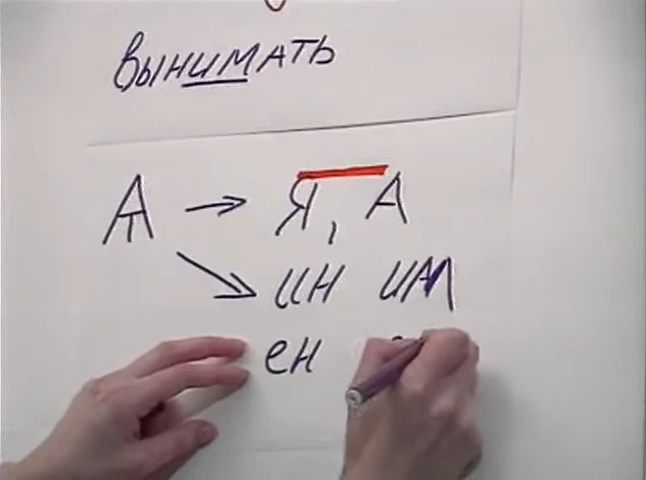 вынимать
Ѧ → Я, А
ин им
ен